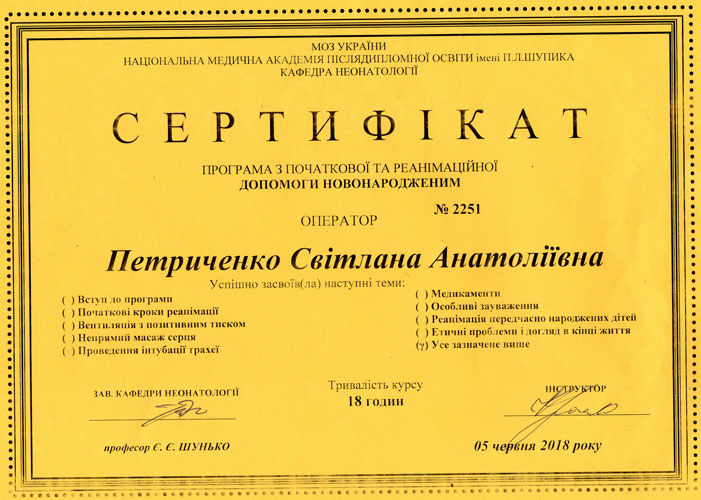 МОЗ УКРАЇНИ
НАЦІОНАЛЬНА МЕДИЧНА АКАДЕМІЯ ПІСЛЯДИПЛОМНОЇ ОСВІТИ імені П.Л.ШУПИКА
КАФЕДРА НЕОНАТОЛОГІЇ
СЕРТИФІКАТ
ПРОГРАМА З ПОЧАТКОВОЇ ТА РЕАНІМАЦІЙНОЇ
ДОПОМОГИ НОВОНАРОДЖЕНИМ
№ 2251
ОПЕРАТОР
Петриченко Світлана Анатоліївна
Успішно засвоїв(ла) наступні теми:
( ) Вступ до програми
( ) Початкові кроки реанімації
( ) Вентиляція з позитивним тиском
( ) Непрямий масаж серця
( ) Проведення інтубації трахеї
( ) Медикаменти
( ) Особливі зауваження
( ) Реанімація передчасно народжених дітей
( ) Етичні проблеми і догляд в кінці життя
(γ) Усе зазначене вище
ЗАВ. КАФЕДРИ НЕОНАТОЛОГІЇ
Тривалість курсу
18 годин
ІНСТРУКТОР
професор Є. Є. ШУНЬКО
05 червня 2018 року